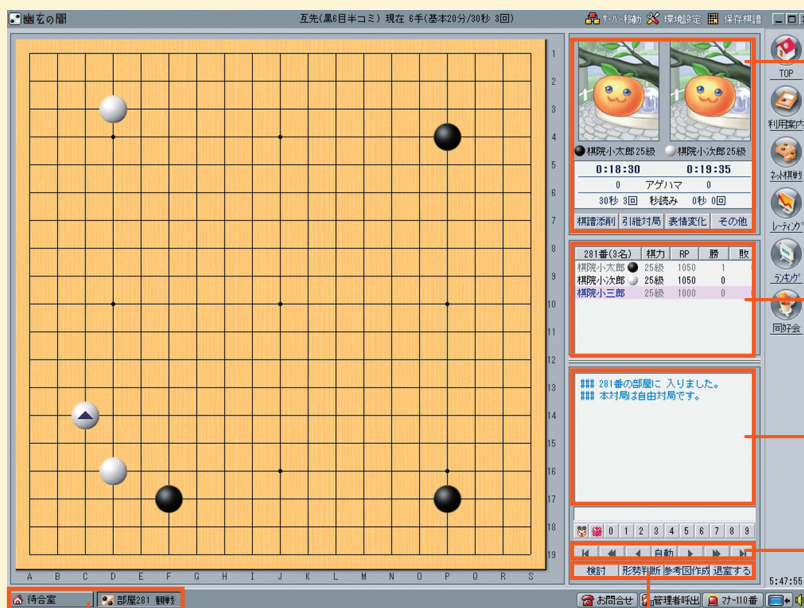 幽玄の間 互先(黒6目半コミ) 現在 6手(基本20分/30秒 3回) サーバー移動 環境設定 保存棋譜
TOP
利用案内
ネット棋戦
レーティング
ランキング
同好会
1
2
3
4
5
6
7
8
9
10
11
12
13
14
15
16
17
18
19
A B C D E F G H I J K L M N O P Q R S
棋院小太郎25級 棋院小次郎25級
0:18:30 0:19:35
0 アゲハマ 0
30秒 3回 秒読み 0秒 0回
棋譜添削 引継対局 表情変化 その他
281番(3名) 棋力 RP 勝 敗
棋院小太郎 25級 1050 1
棋院小次郎 25級 1050 0
棋院小三郎 25級 1000 0
### 281番の部屋に 入りました。
### 本対局は自由対局です。
0 1 2 3 4 5 6 7 8 9
自動
検討 形勢判断 参考図作成 退室する
5:47:55
待合室 部屋281 観戦 お問合せ 管理者呼出 マナー110番